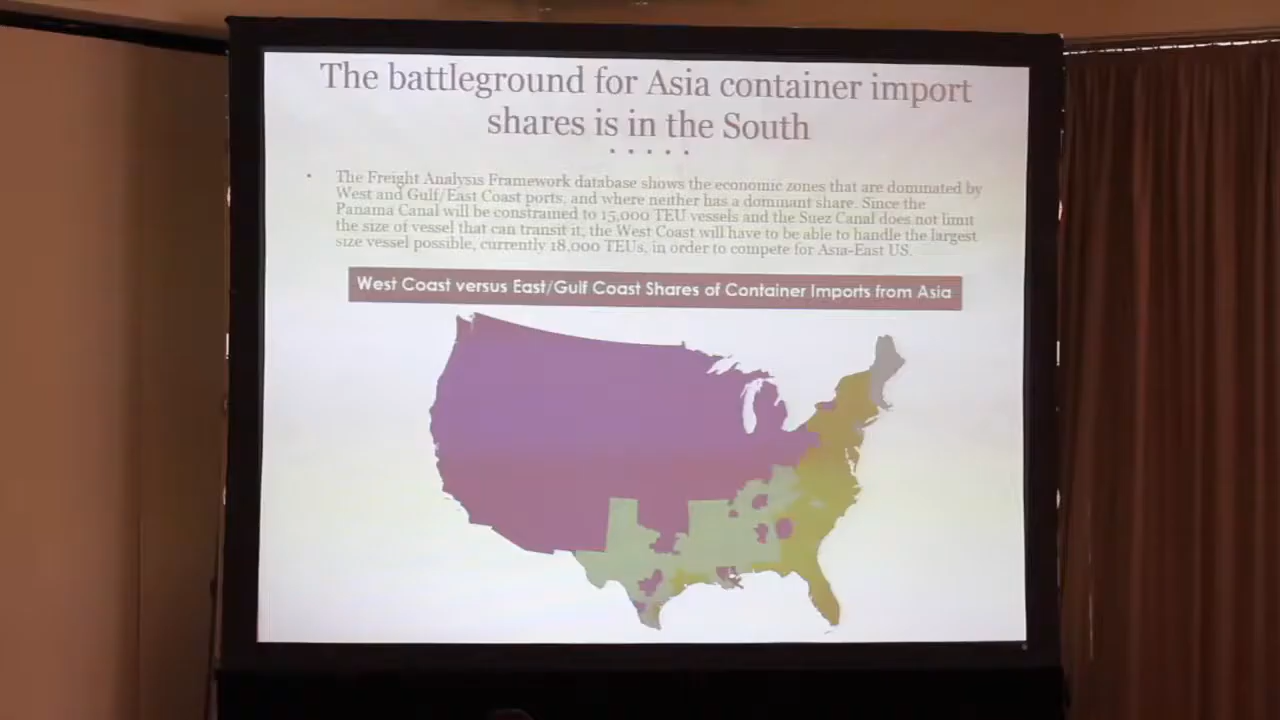 The battleground for Asia container import
shares is in the South
• The Freight Analysis Framework database shows the economic zones that are dominated by
West and Gulf/East Coast ports, and where neither has a dominant share. Since the
Panama Canal will be constrained to 15,000 TEU vessels and the Suez Canal does not limit
the size of vessel that can transit it, the West Coast will have to be able to handle the largest
size vessel possible, currently 18,000 TEUs, in order to compete for Asia-East US.
West Coast versus East/Gulf Coast Shares of Container Imports from Asia